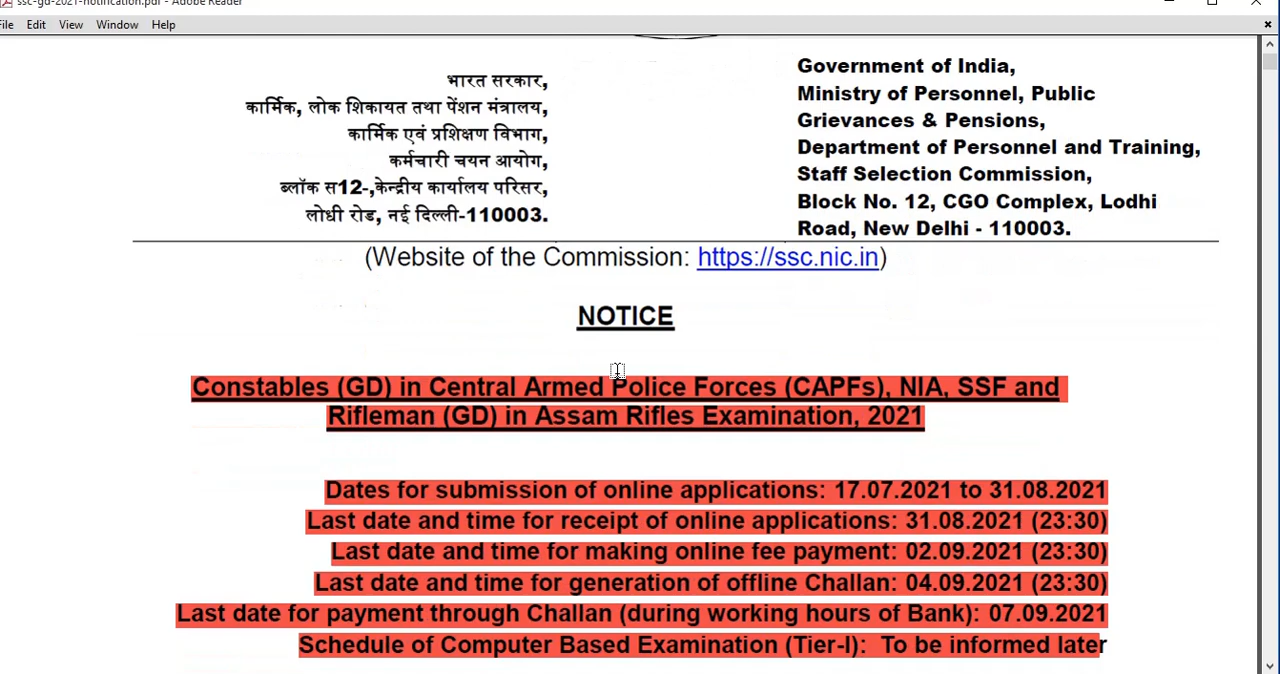 ssc-gd-2021-notification.pdf - Adobe Reader
File Edit View Window Help
भारत सरकार,
कार्मिक, लोक शिकायत तथा पेंशन मंत्रालय,
कार्मिक एवं प्रशिक्षण विभाग,
कर्मचारी चयन आयोग,
ब्लॉक स12-,केन्द्रीय कार्यालय परिसर,
लोधी रोड, नई दिल्ली-110003.
Government of India,
Ministry of Personnel, Public
Grievances & Pensions,
Department of Personnel and Training,
Staff Selection Commission,
Block No. 12, CGO Complex, Lodhi
Road, New Delhi - 110003.
(Website of the Commission: https://ssc.nic.in)
NOTICE
Constables (GD) in Central Armed Police Forces (CAPFs), NIA, SSF and
Rifleman (GD) in Assam Rifles Examination, 2021
Dates for submission of online applications: 17.07.2021 to 31.08.2021
Last date and time for receipt of online applications: 31.08.2021 (23:30)
Last date and time for making online fee payment: 02.09.2021 (23:30)
Last date and time for generation of offline Challan: 04.09.2021 (23:30)
Last date for payment through Challan (during working hours of Bank): 07.09.2021
Schedule of Computer Based Examination (Tier-I): To be informed later